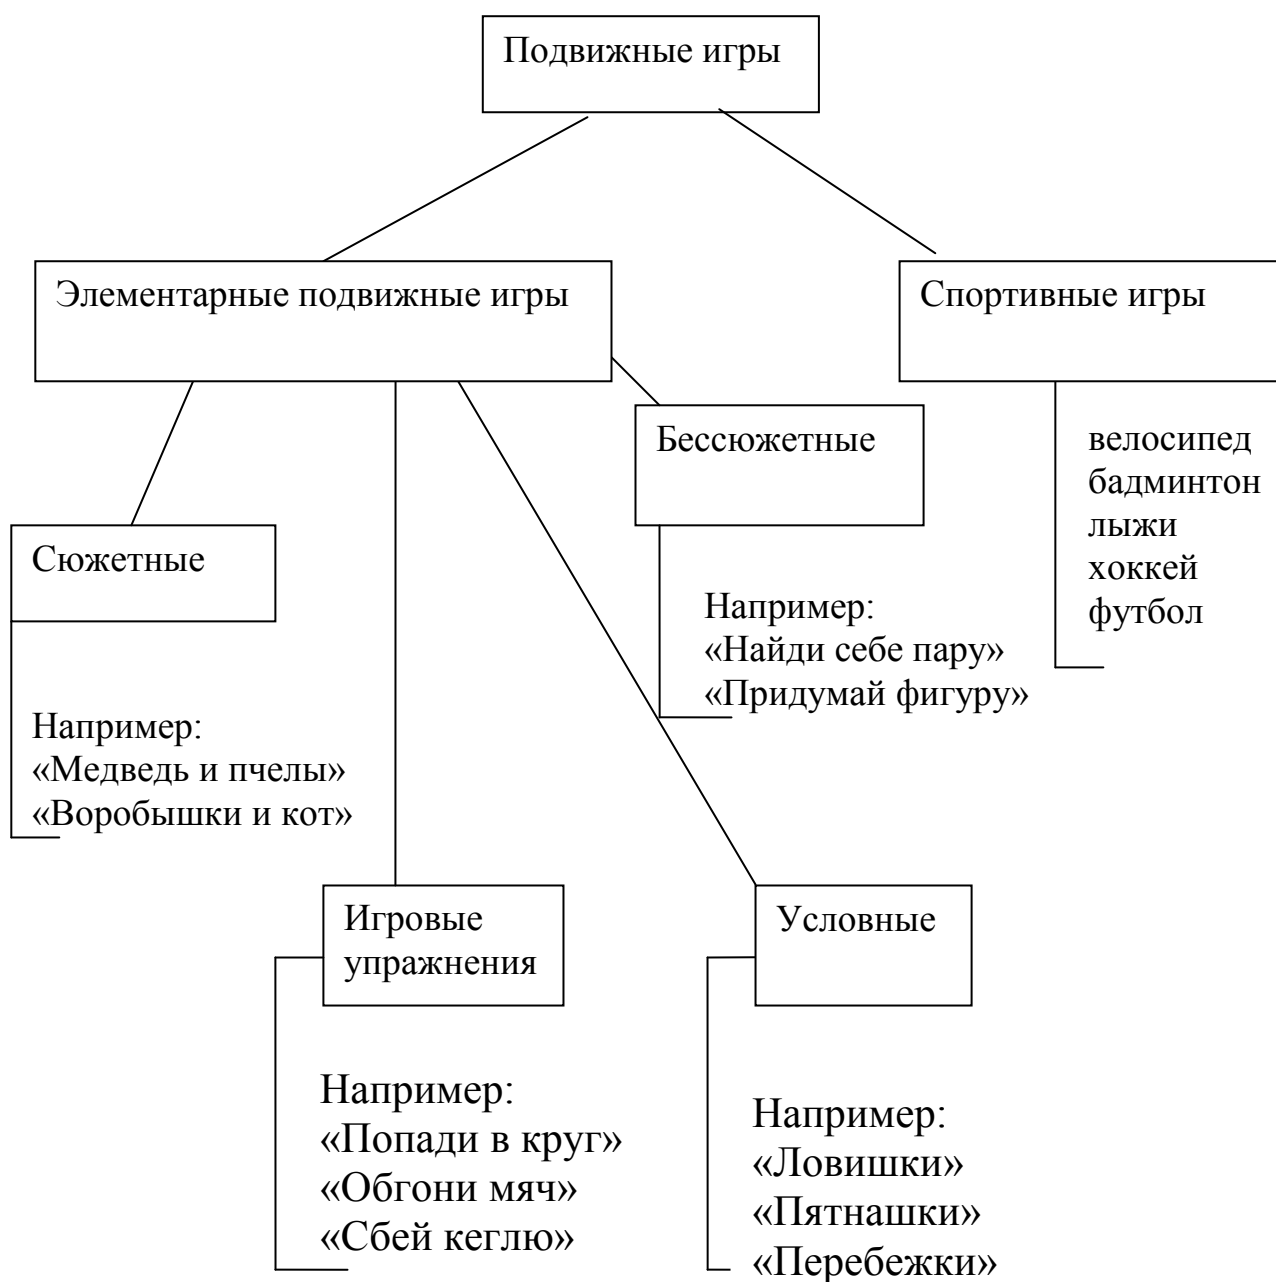 Подвижные игры
Элементарные подвижные игры
Спортивные игры
Бессюжетные
велосипед
бадминтон
лыжи
хоккей
футбол
Сюжетные
Например:
«Найди себе пару»
«Придумай фигуру»
Например:
«Медведь и пчелы»
«Воробышки и кот»
Игровые
упражнения
Условные
Например:
«Попади в круг»
«Обгони мяч»
«Сбей кеглю»
Например:
«Ловишки»
«Пятнашки»
«Перебежки»